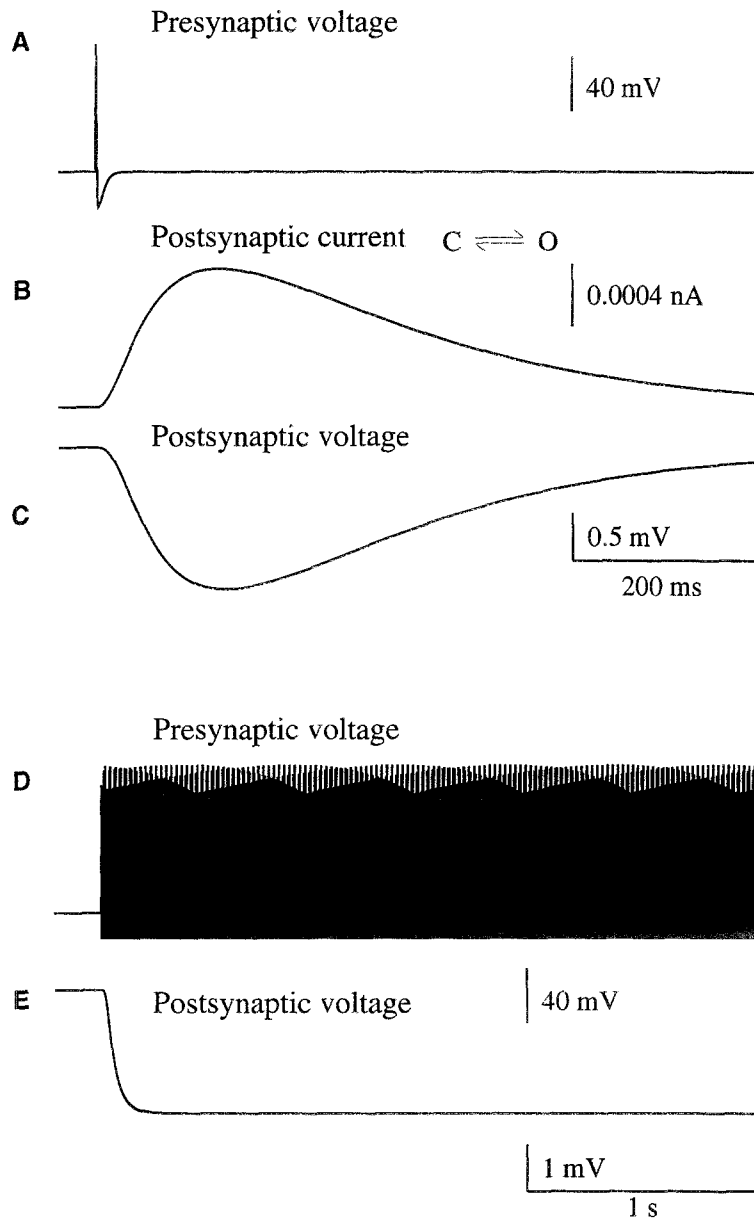 A
Presynaptic voltage
40 mV
Postsynaptic current C ⇌ O
B
0.0004 nA
Postsynaptic voltage
C
0.5 mV
200 ms
Presynaptic voltage
D
E
Postsynaptic voltage
40 mV
1 mV
1 s